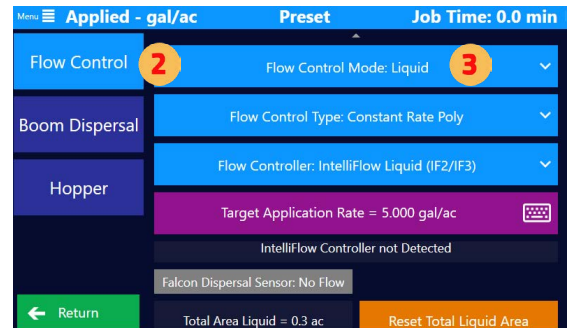 Menu Applied - gal/ac Preset Job Time: 0.0 min
Flow Control 2 Flow Control Mode: Liquid 3
Boom Dispersal Flow Control Type: Constant Rate Poly
Flow Controller: IntelliFlow Liquid (IF2/IF3)
Hopper
Target Application Rate = 5.000 gal/ac
IntelliFlow Controller not Detected
Falcon Dispersal Sensor: No Flow
Return Total Area Liquid = 0.3 ac Reset Total Liquid Area